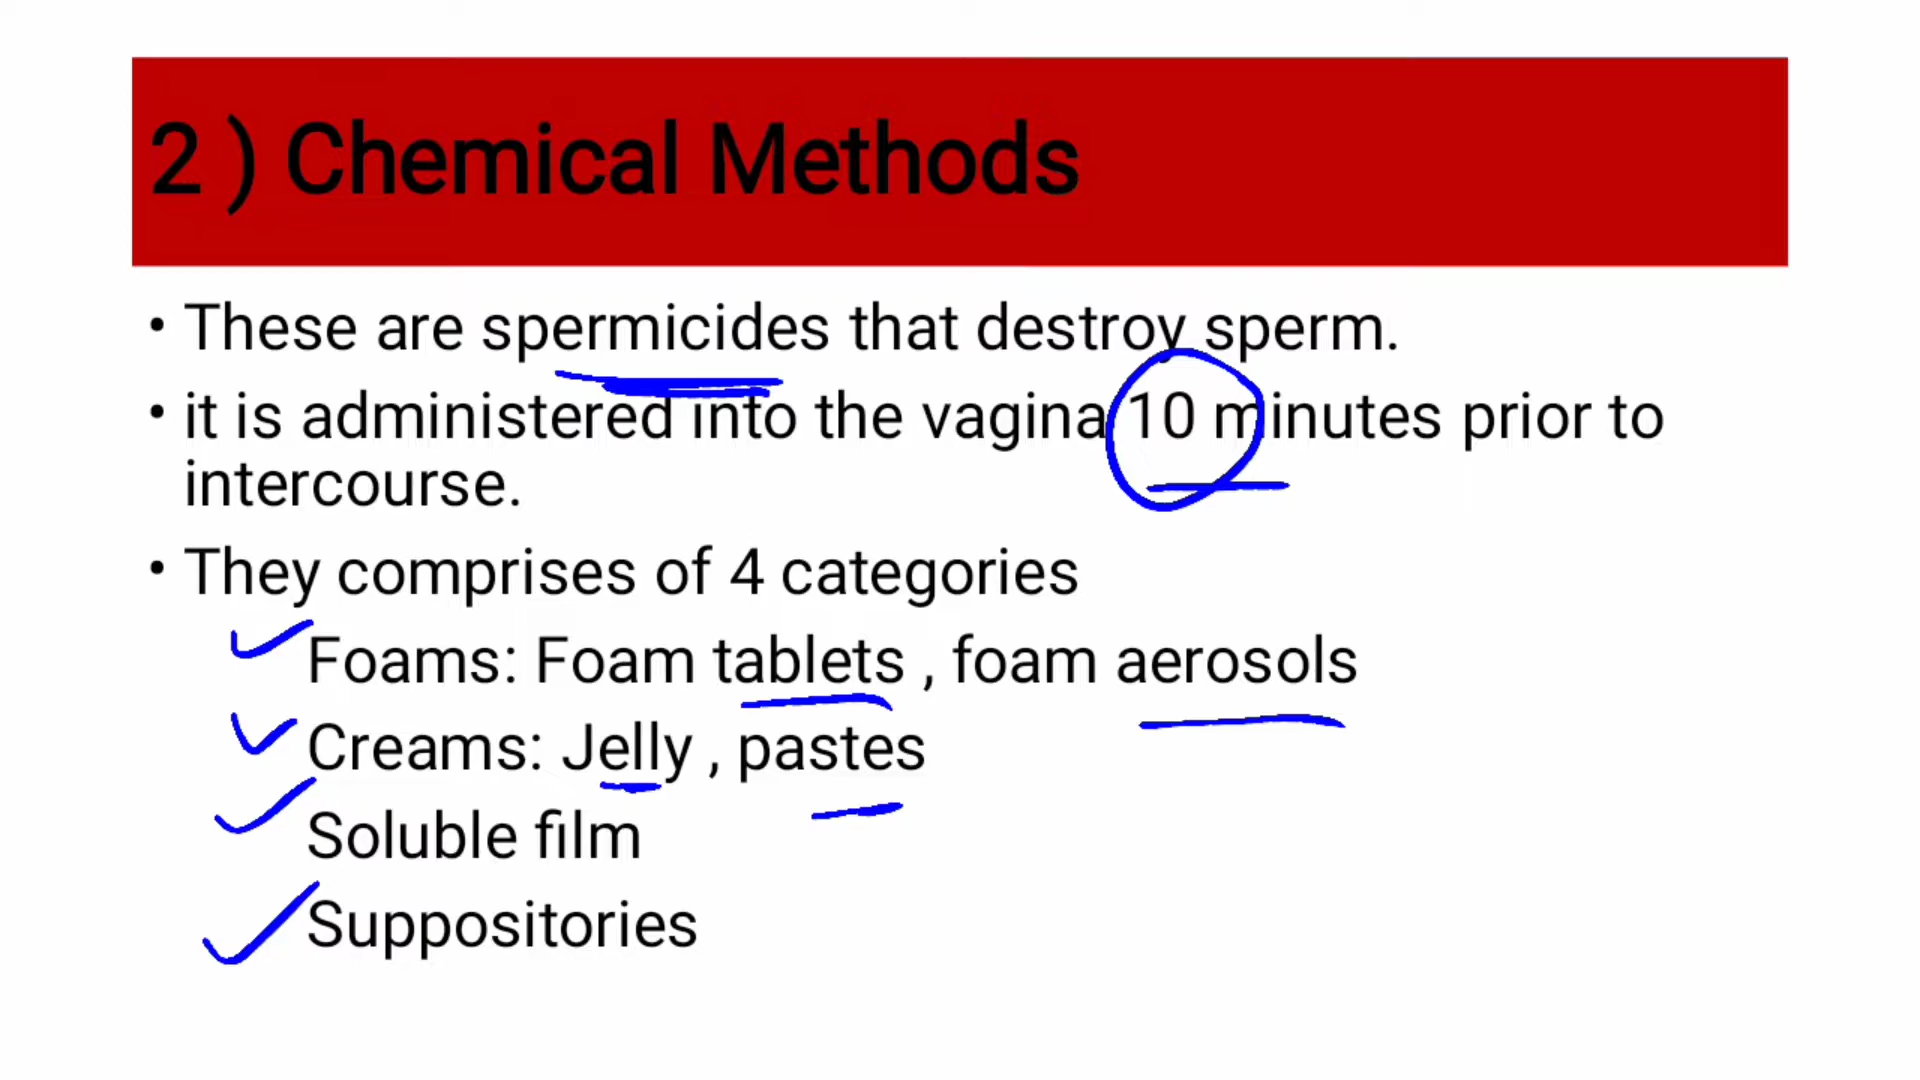 2 ) Chemical Methods
• These are spermicides that destroy sperm.
• it is administered into the vagina 10 minutes prior to
intercourse.
• They comprises of 4 categories
Foams: Foam tablets , foam aerosols
Creams: Jelly , pastes
Soluble film
Suppositories